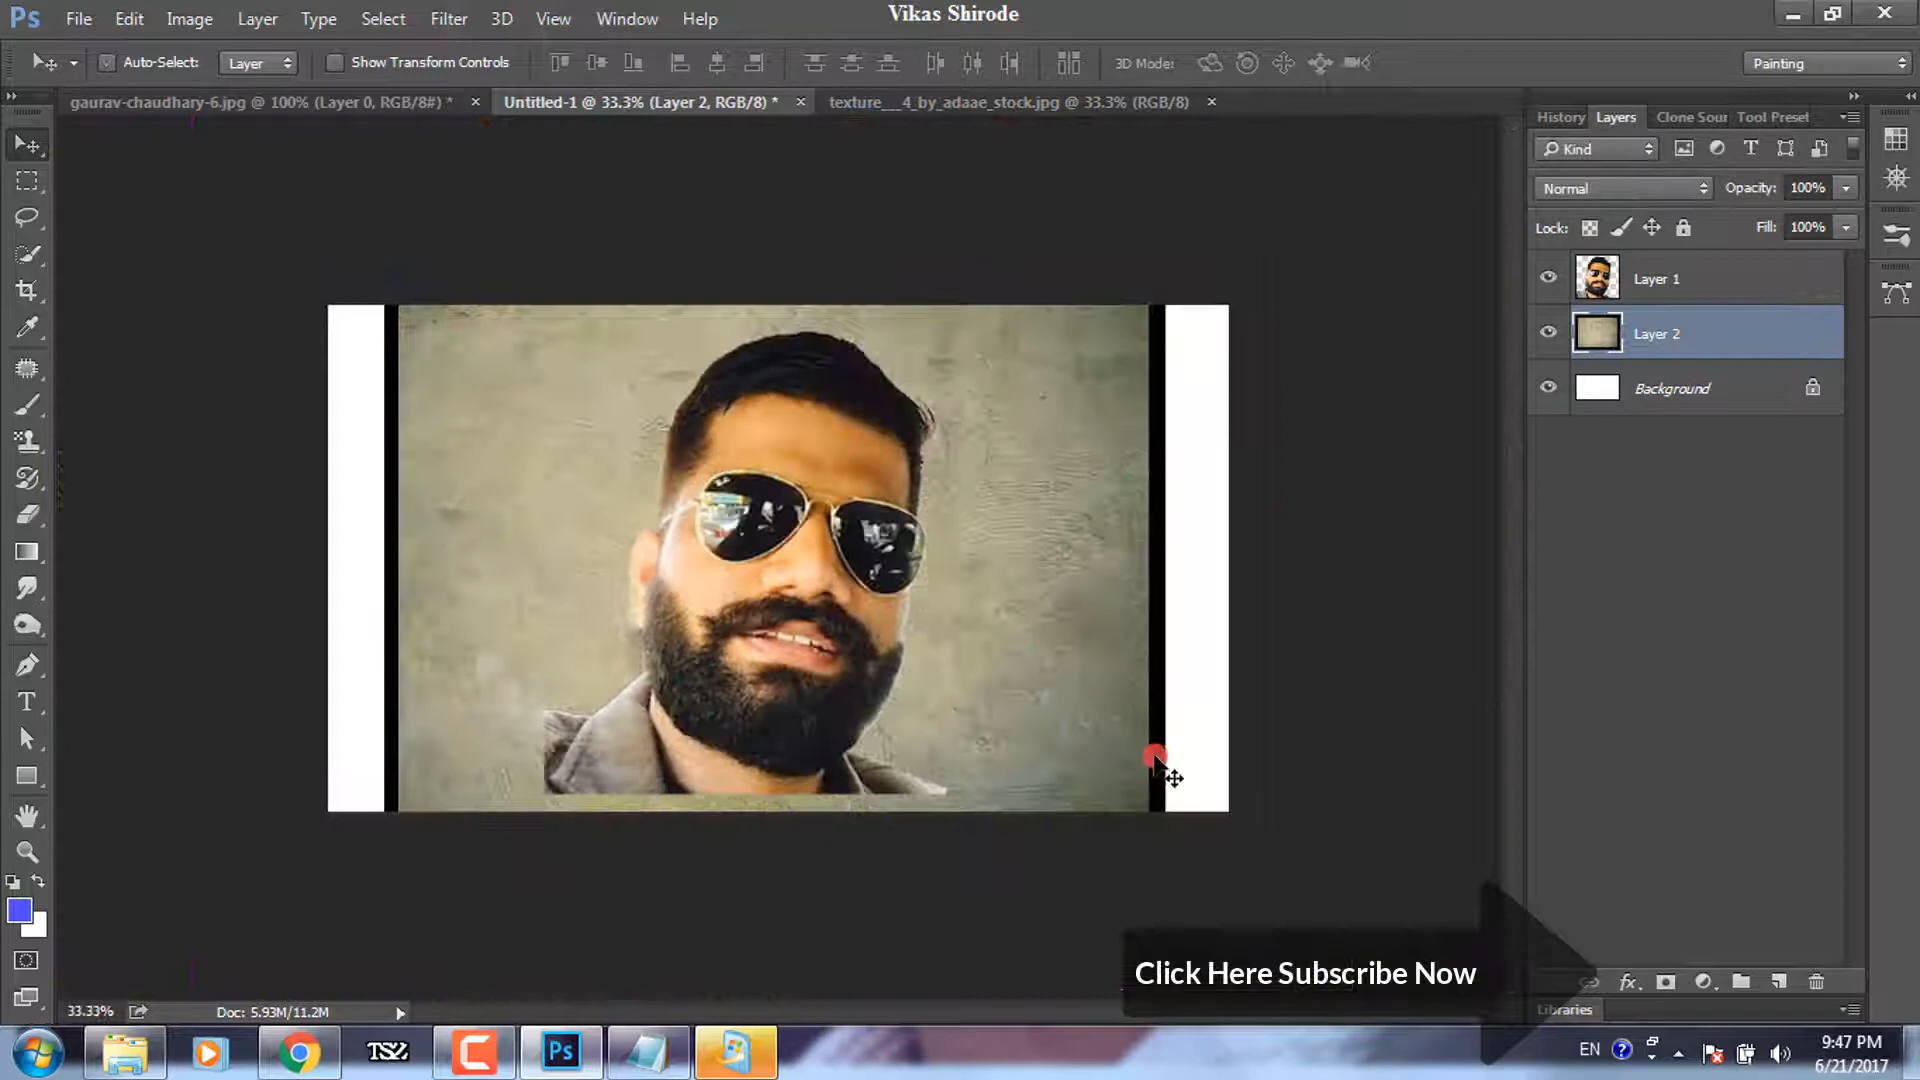 Ps File Edit Image Layer Type Select Filter 3D View Window Help
Vikas Shirode
Auto-Select: Layer Show Transform Controls 3D Mode: Painting
gaurav-chaudhary-6.jpg @ 100% (Layer 0, RGB/8#) * × Untitled-1 @ 33.3% (Layer 2, RGB/8) * × texture___4_by_adaae_stock.jpg @ 33.3% (RGB/8) ×
History Layers Clone Sour Tool Preset
Kind
Normal Opacity: 100%
Lock: Fill: 100%
Layer 1
Layer 2
Background
Click Here Subscribe Now
33.33% Doc: 5.93M/11.2M
Libraries
Ps
EN
9:47 PM
6/21/2017